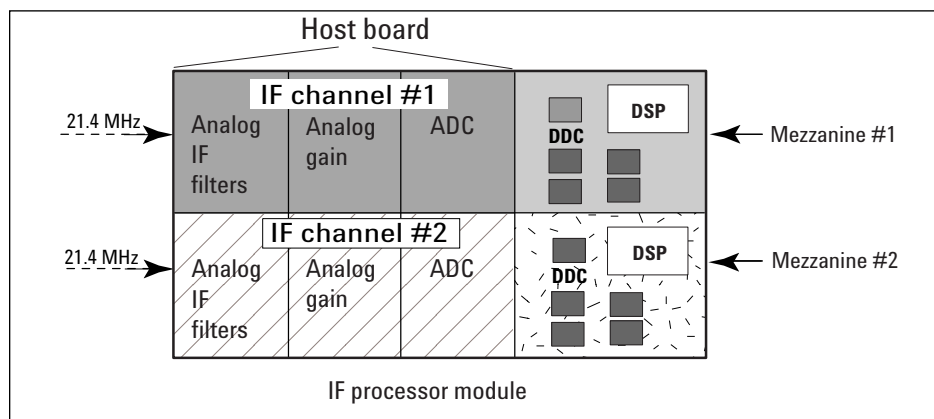 Host board
IF channel #1
21.4 MHz
Analog
IF
filters
Analog
gain
ADC
DSP
DDC
Mezzanine #1
IF channel #2
21.4 MHz
Analog
IF
filters
Analog
gain
ADC
DSP
DDC
Mezzanine #2
IF processor module